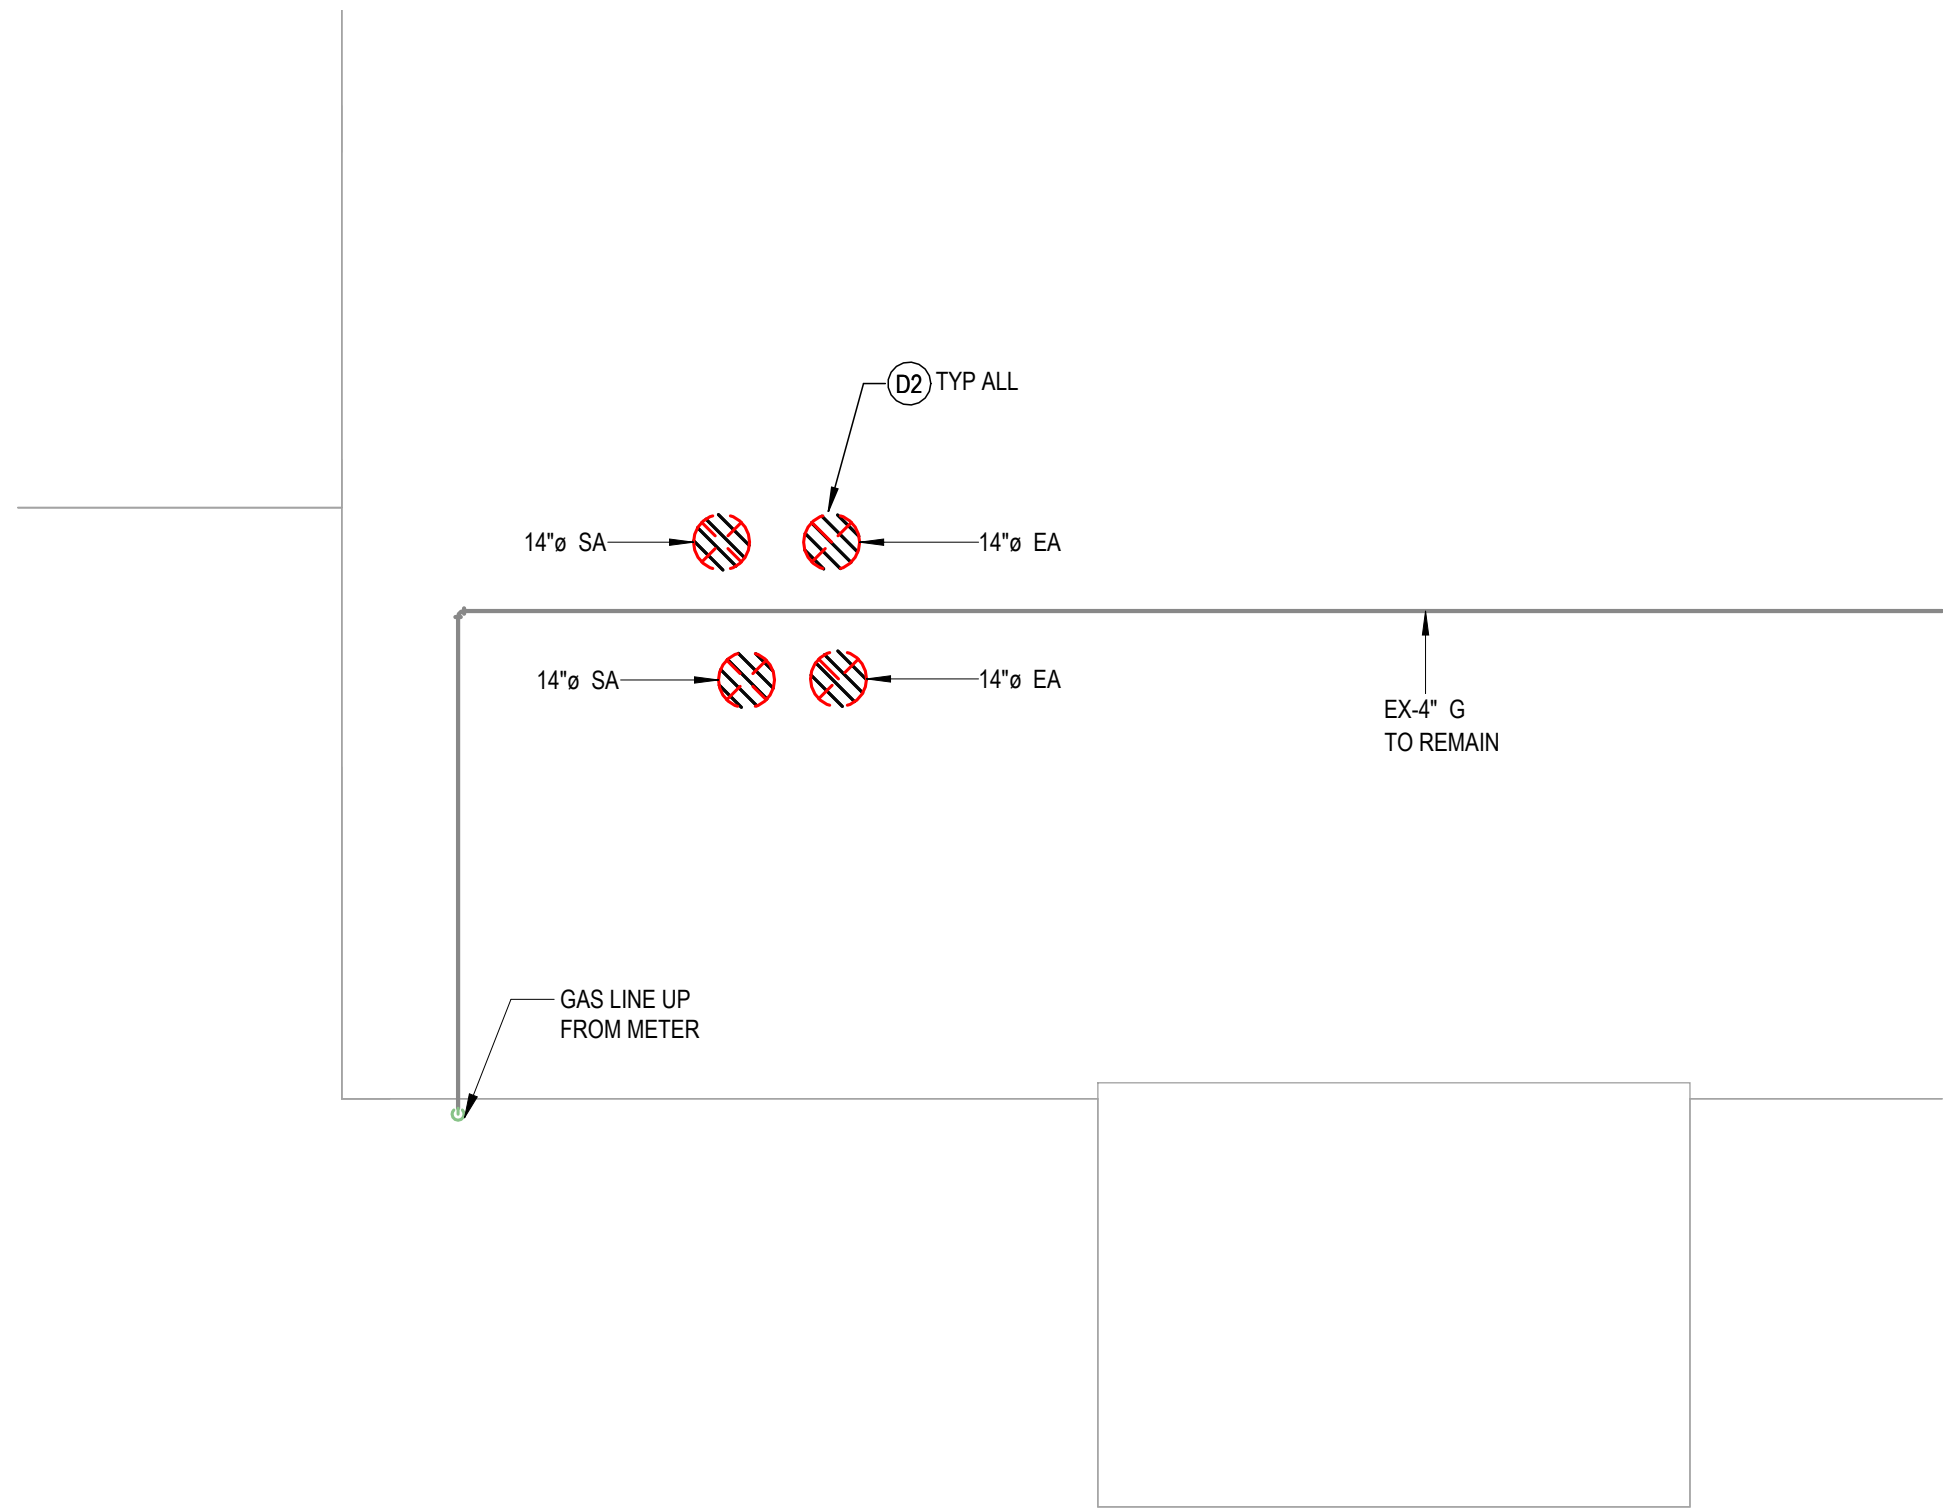 D2 TYP ALL
14"ø SA
14"ø EA
14"ø SA
14"ø EA
EX-4" G
TO REMAIN
GAS LINE UP
FROM METER